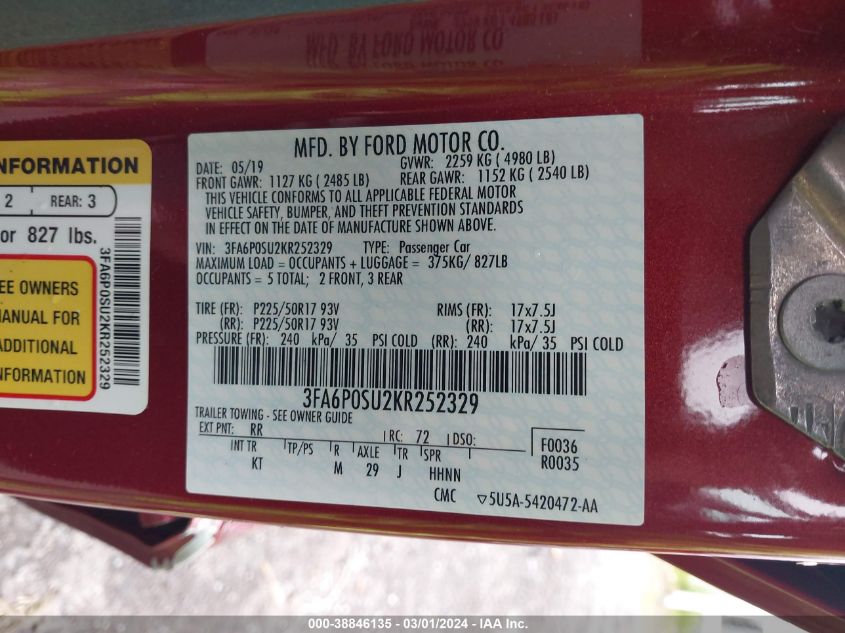 MFD. BY FORD MOTOR CO.
DATE: 05/19 GVWR: 2259 KG ( 4980 LB)
FRONT GAWR: 1127 KG ( 2485 LB) REAR GAWR: 1152 KG ( 2540 LB)
THIS VEHICLE CONFORMS TO ALL APPLICABLE FEDERAL MOTOR
VEHICLE SAFETY, BUMPER, AND THEFT PREVENTION STANDARDS
IN EFFECT ON THE DATE OF MANUFACTURE SHOWN ABOVE.
VIN: 3FA6P0SU2KR252329 TYPE: Passenger Car
MAXIMUM LOAD = OCCUPANTS + LUGGAGE = 375KG/ 827LB
OCCUPANTS = 5 TOTAL; 2 FRONT, 3 REAR
TIRE (FR): P225/50R17 93V RIMS (FR): 17x7.5J
(RR): P225/50R17 93V (RR): 17x7.5J
PRESSURE (FR): 240 kPa/ 35 PSI COLD (RR): 240 kPa/ 35 PSI COLD
3FA6P0SU2KR252329
TRAILER TOWING - SEE OWNER GUIDE
EXT PNT: RR RC: 72 DSO: F0036
INT TR TP/PS R AXLE TR SPR R0035
KT M 29 J HHNN
CMC ▽5U5A-5420472-AA
NFORMATION
2 REAR: 3
or 827 lbs.
EE OWNERS
MANUAL FOR
ADDITIONAL
INFORMATION
3FA6P0SU2KR252329
MFD. BY FORD MOTOR CO.
000-38846135 - 03/01/2024 - IAA Inc.